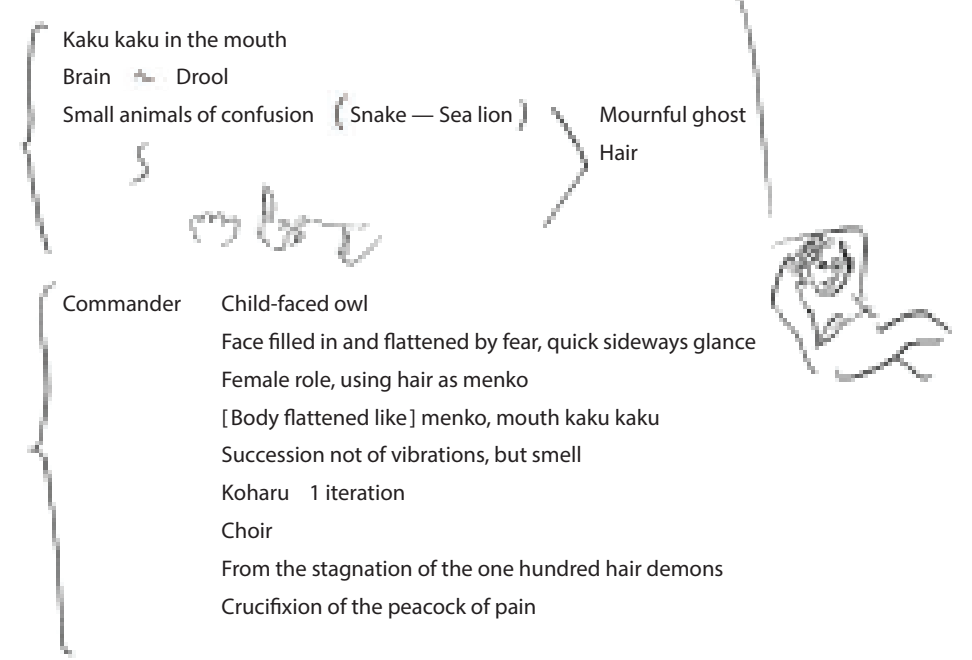 Kaku kaku in the mouth
Brain Drool
Small animals of confusion (Snake — Sea lion) Mournful ghost
Hair
Commander Child-faced owl
Face filled in and flattened by fear, quick sideways glance
Female role, using hair as menko
[Body flattened like] menko, mouth kaku kaku
Succession not of vibrations, but smell
Koharu 1 iteration
Choir
From the stagnation of the one hundred hair demons
Crucifixion of the peacock of pain